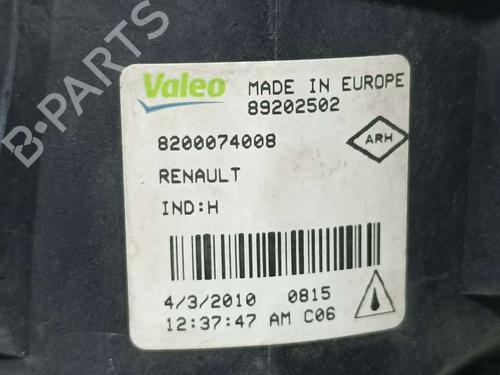 B-PARTS
Valeo
MADE IN EUROPE
89202502
8200074008
ARH
RENAULT
IND:H
4/3/2010 0815
12:37:47 AM C06